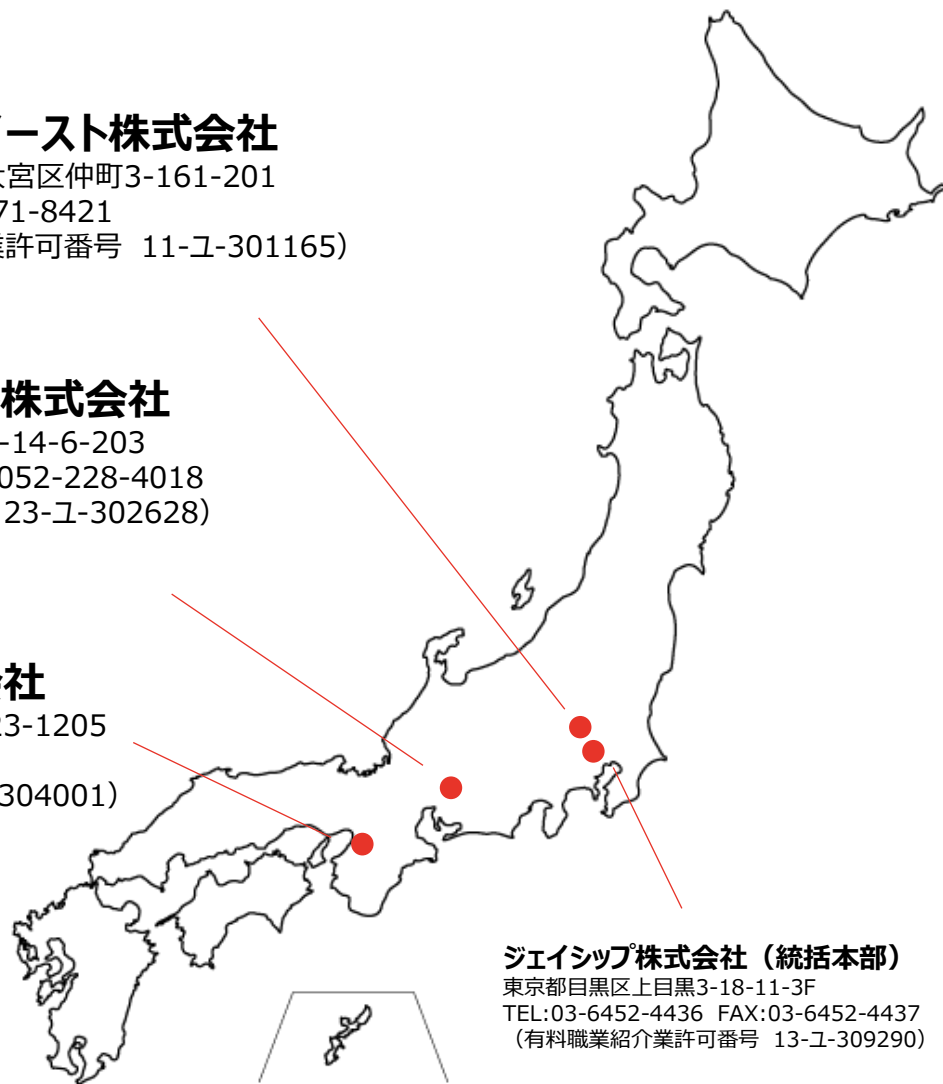 ースト株式会社
宮区仲町3-161-201
71-8421
許可番号 11-ユ-301165）
株式会社
-14-6-203
052-228-4018
23-ユ-302628）
社
23-1205
304001）
ジェイシップ株式会社（統括本部）
東京都目黒区上目黒3-18-11-3F
TEL:03-6452-4436 FAX:03-6452-4437
（有料職業紹介業許可番号 13-ユ-309290）